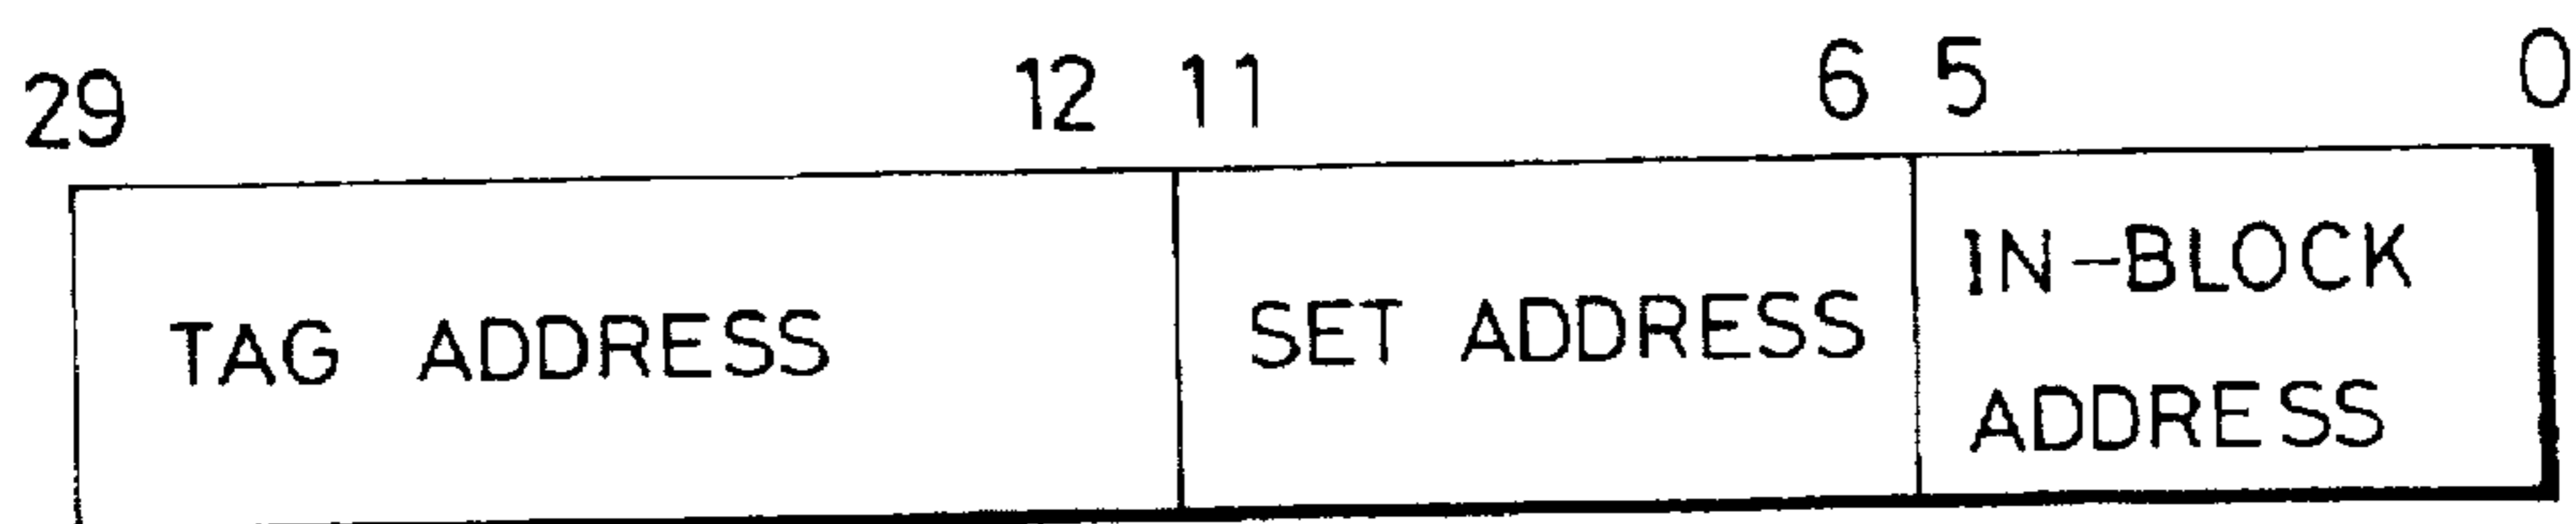 29 12 11 6 5 0
TAG ADDRESS
SET ADDRESS
IN-BLOCK
ADDRESS